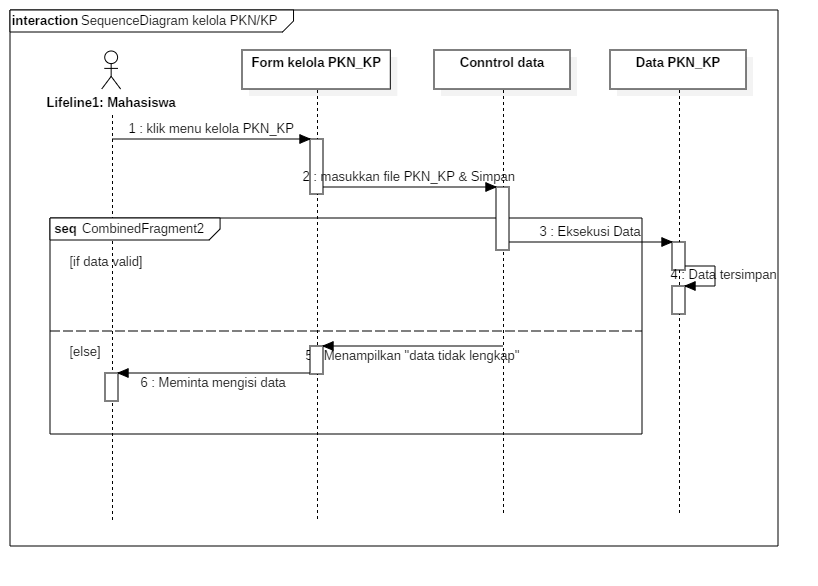 interaction SequenceDiagram kelola PKN/KP
Form kelola PKN_KP
Conntrol data
Data PKN_KP
Lifeline1: Mahasiswa
1 : klik menu kelola PKN_KP
2 : masukkan file PKN_KP & Simpan
seq CombinedFragment2
3 : Eksekusi Data
[if data valid]
4 : Data tersimpan
[else]
5 : Menampilkan "data tidak lengkap"
6 : Meminta mengisi data